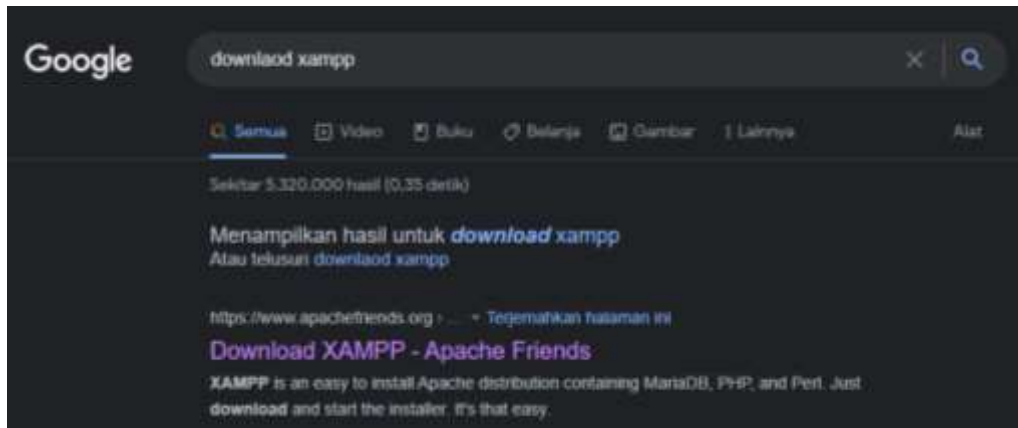 Google
downlaod xampp
Semua Video Buku Belanja Gambar Lainnya Alat
Sekitar 5.320.000 hasil (0,35 detik)
Menampilkan hasil untuk download xampp
Atau telusuri downlaod xampp
https://www.apachefriends.org › ... Terjemahkan halaman ini
Download XAMPP - Apache Friends
XAMPP is an easy to install Apache distribution containing MariaDB, PHP, and Perl. Just
download and start the installer. It's that easy.